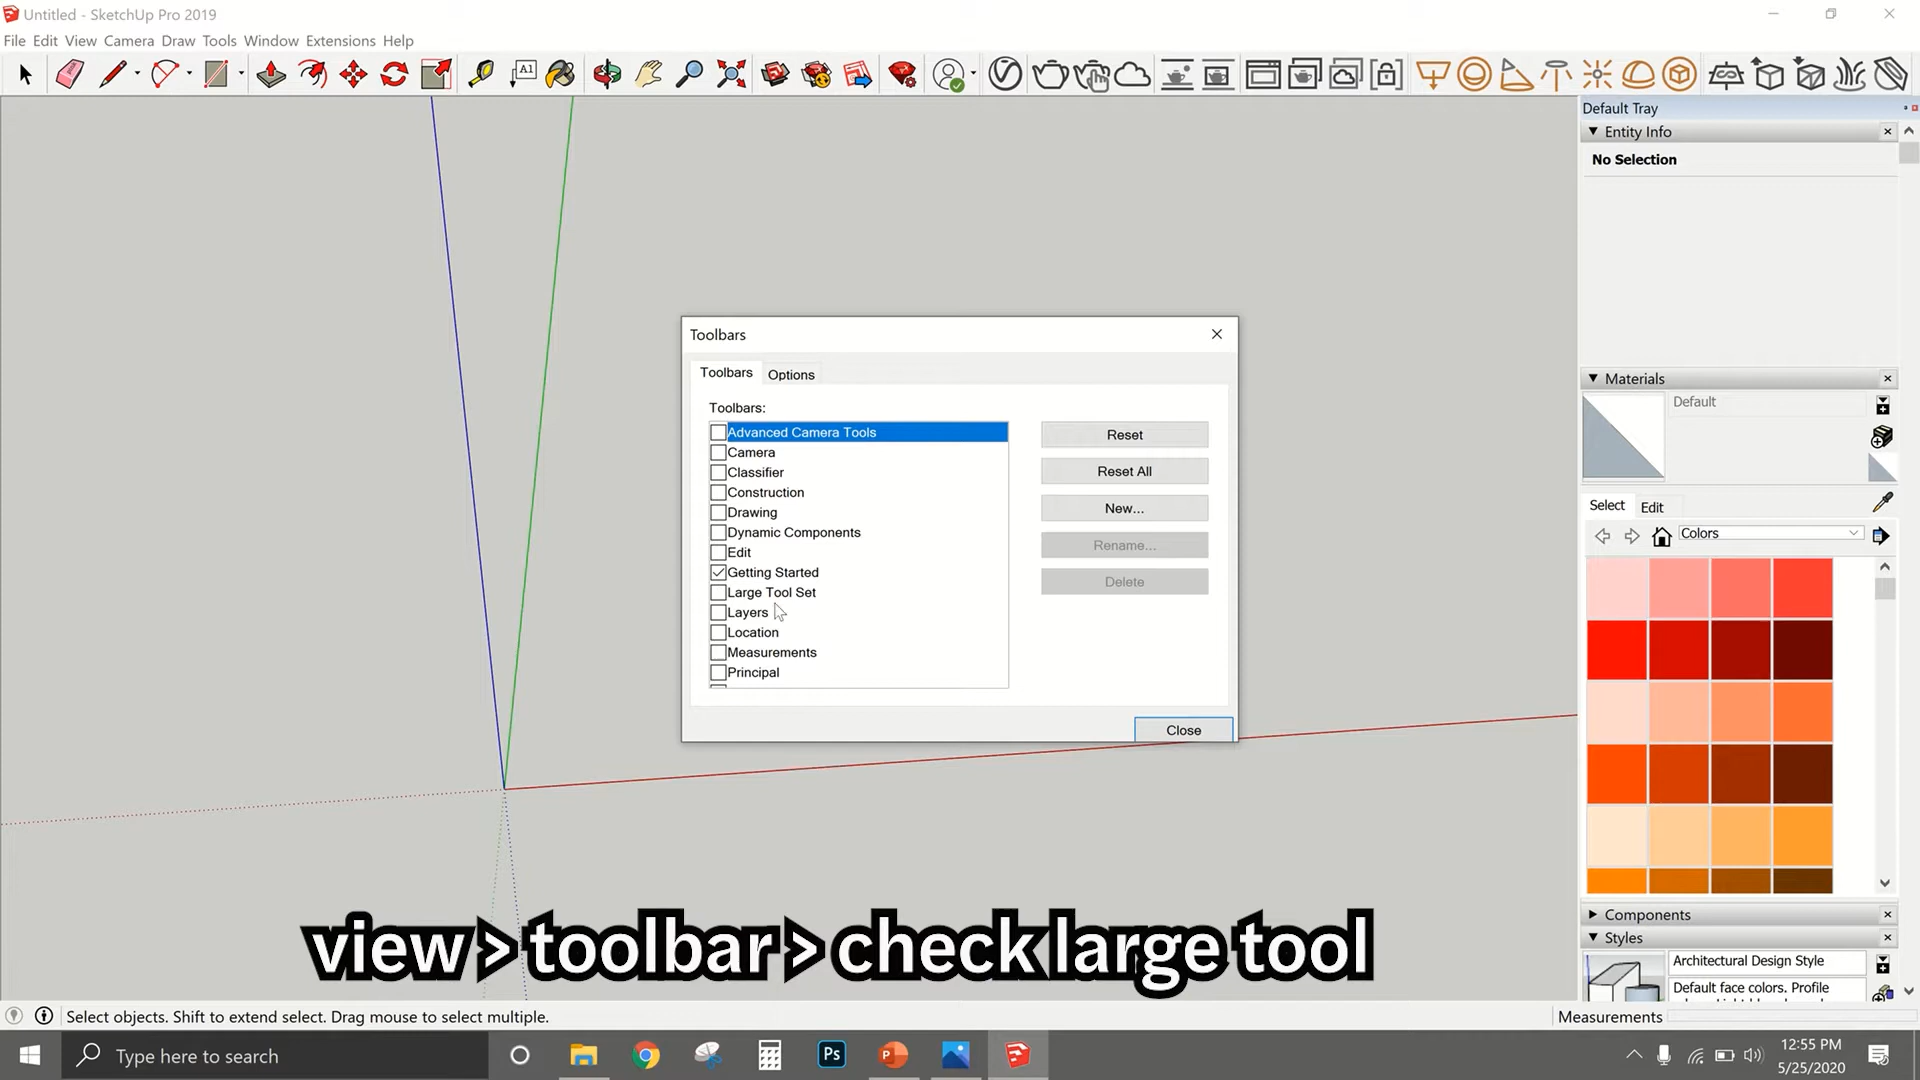 Untitled - SketchUp Pro 2019
File Edit View Camera Draw Tools Window Extensions Help
A1
Default Tray
Entity Info
No Selection
Toolbars
Toolbars Options
Toolbars:
Advanced Camera Tools
Camera
Classifier
Construction
Drawing
Dynamic Components
Edit
Getting Started
Large Tool Set
Layers
Location
Measurements
Principal
Reset
Reset All
New...
Rename...
Delete
Close
Materials
Default
Select Edit
Colors
Components
Styles
Architectural Design Style
Default face colors. Profile
view > toolbar > check large tool
Select objects. Shift to extend select. Drag mouse to select multiple.
Measurements
Type here to search
Ps
P
12:55 PM
5/25/2020